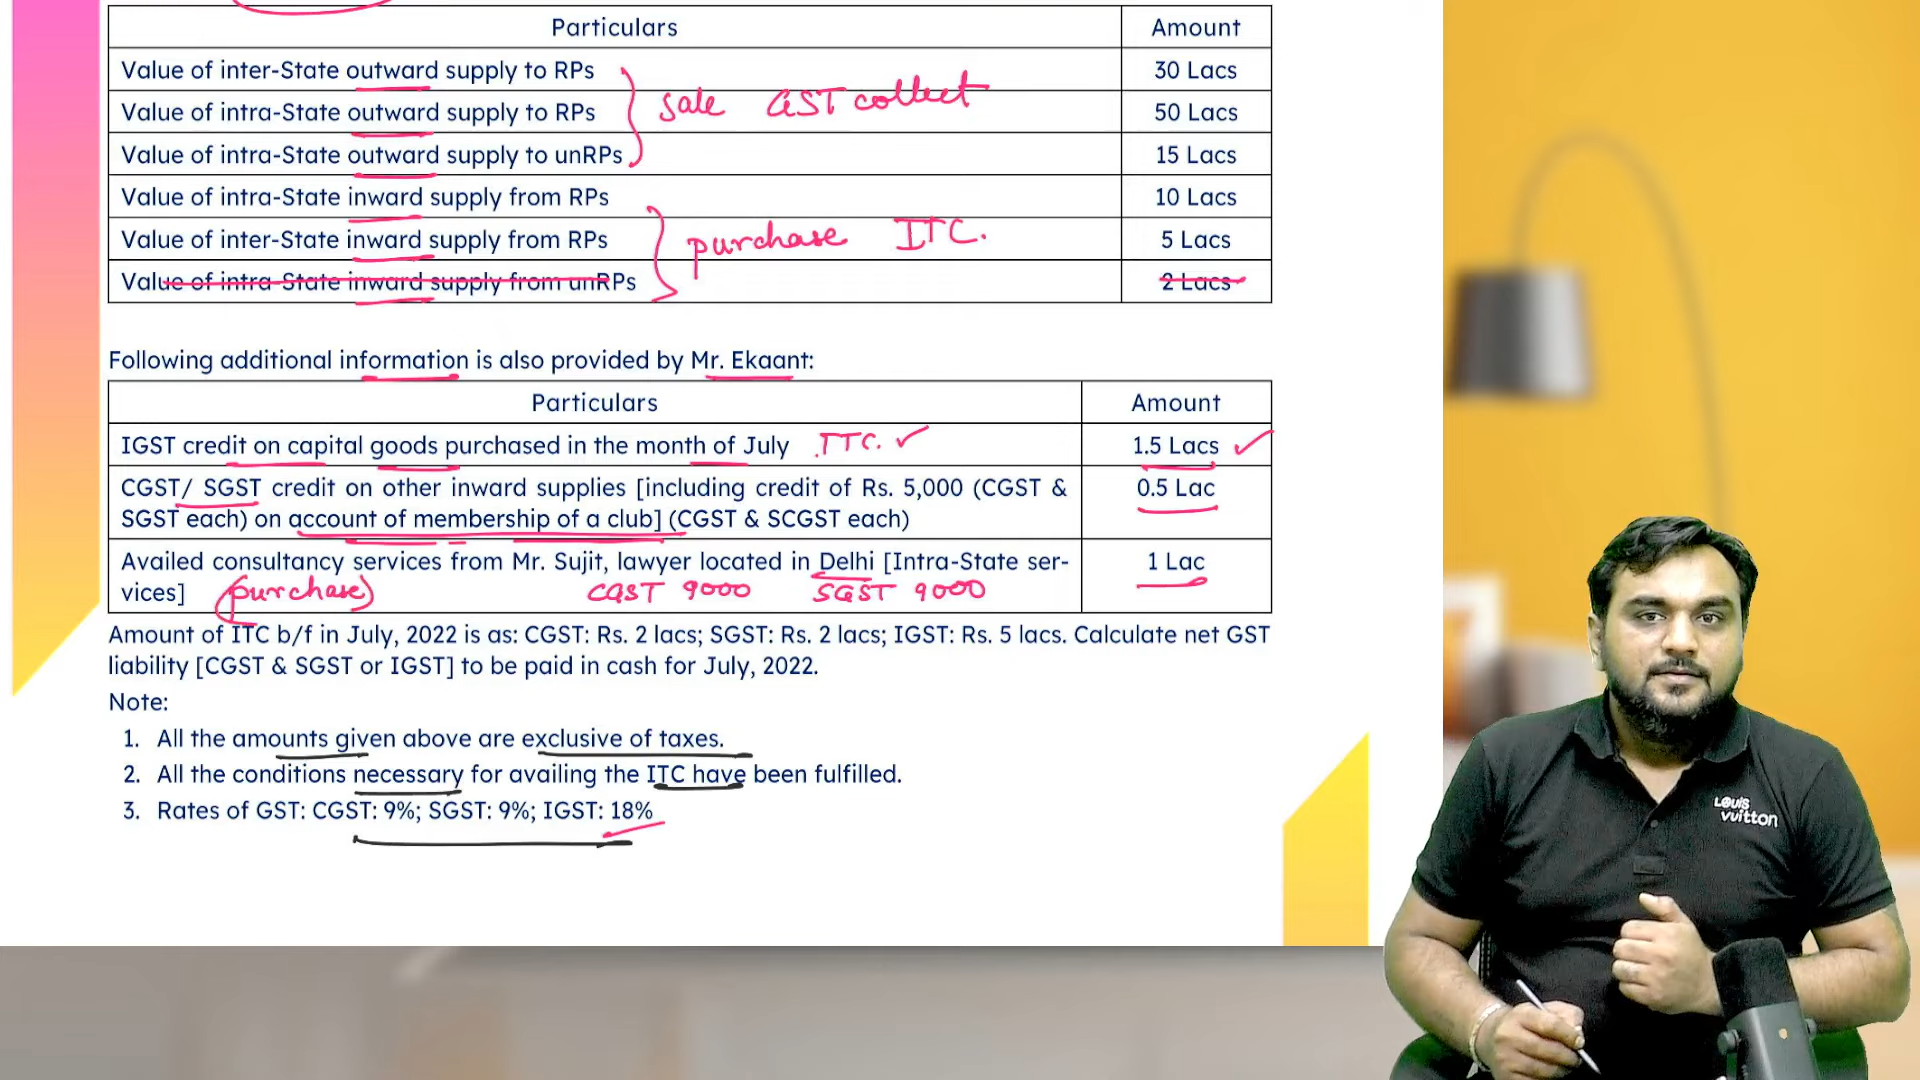 Particulars Amount
Value of inter-State outward supply to RPs 30 Lacs
Value of intra-State outward supply to RPs sale GST collect 50 Lacs
Value of intra-State outward supply to unRPs 15 Lacs
Value of intra-State inward supply from RPs 10 Lacs
Value of inter-State inward supply from RPs purchase ITC. 5 Lacs
Value of intra-State inward supply from unRPs 2 Lacs
Following additional information is also provided by Mr. Ekaant:
Particulars Amount
IGST credit on capital goods purchased in the month of July ITC. ✓ 1.5 Lacs ✓
CGST/ SGST credit on other inward supplies [including credit of Rs. 5,000 (CGST & 0.5 Lac
SGST each) on account of membership of a club] (CGST & SCGST each)
Availed consultancy services from Mr. Sujit, lawyer located in Delhi [Intra-State ser- 1 Lac
vices] (purchase) CGST 9000 SGST 9000
Amount of ITC b/f in July, 2022 is as: CGST: Rs. 2 lacs; SGST: Rs. 2 lacs; IGST: Rs. 5 lacs. Calculate net GST
liability [CGST & SGST or IGST] to be paid in cash for July, 2022.
Note:
1. All the amounts given above are exclusive of taxes.
2. All the conditions necessary for availing the ITC have been fulfilled.
3. Rates of GST: CGST: 9%; SGST: 9%; IGST: 18%
Louis
vuitton